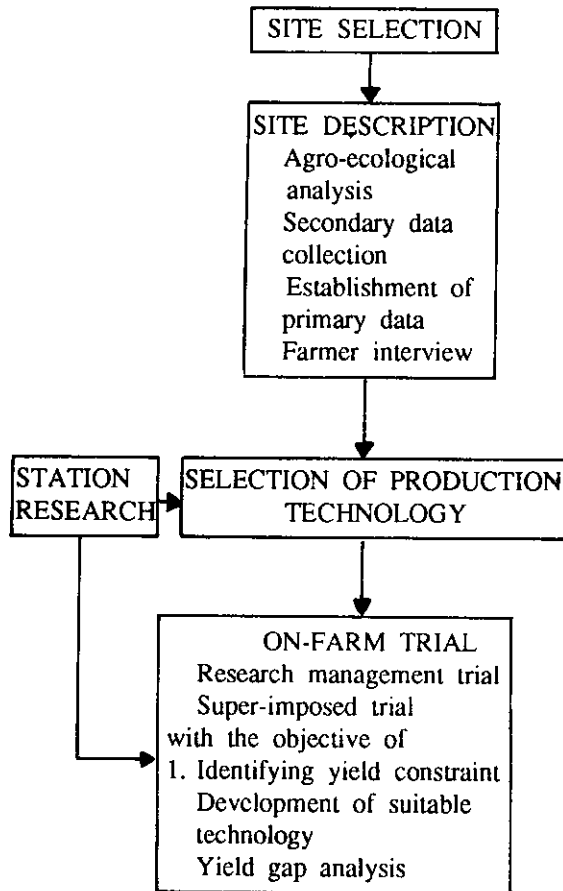 SITE SELECTION
SITE DESCRIPTION
Agro-ecological
analysis
Secondary data
collection
Establishment of
primary data
Farmer interview
STATION
RESEARCH
SELECTION OF PRODUCTION
TECHNOLOGY
ON-FARM TRIAL
Research management trial
Super-imposed trial
with the objective of
1. Identifying yield constraint
Development of suitable
technology
Yield gap analysis